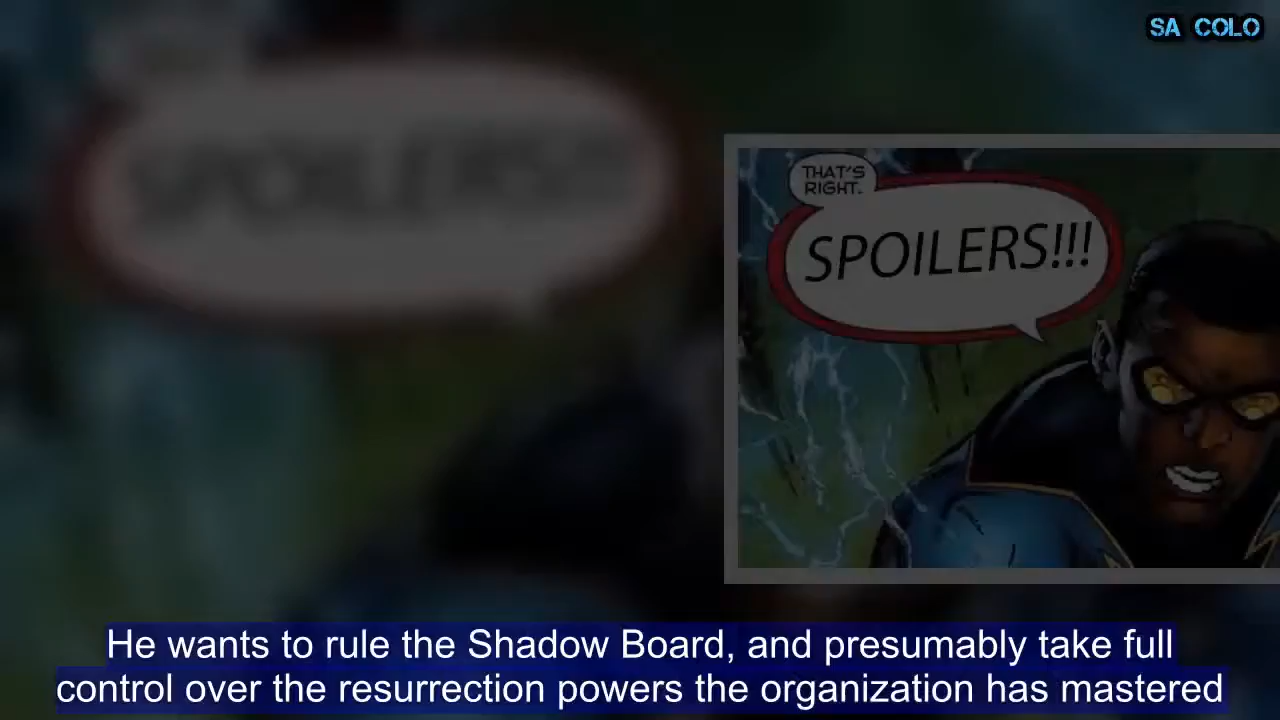 SA COLO
THAT'S
RIGHT.
SPOILERS!!!
He wants to rule the Shadow Board, and presumably take full
control over the resurrection powers the organization has mastered